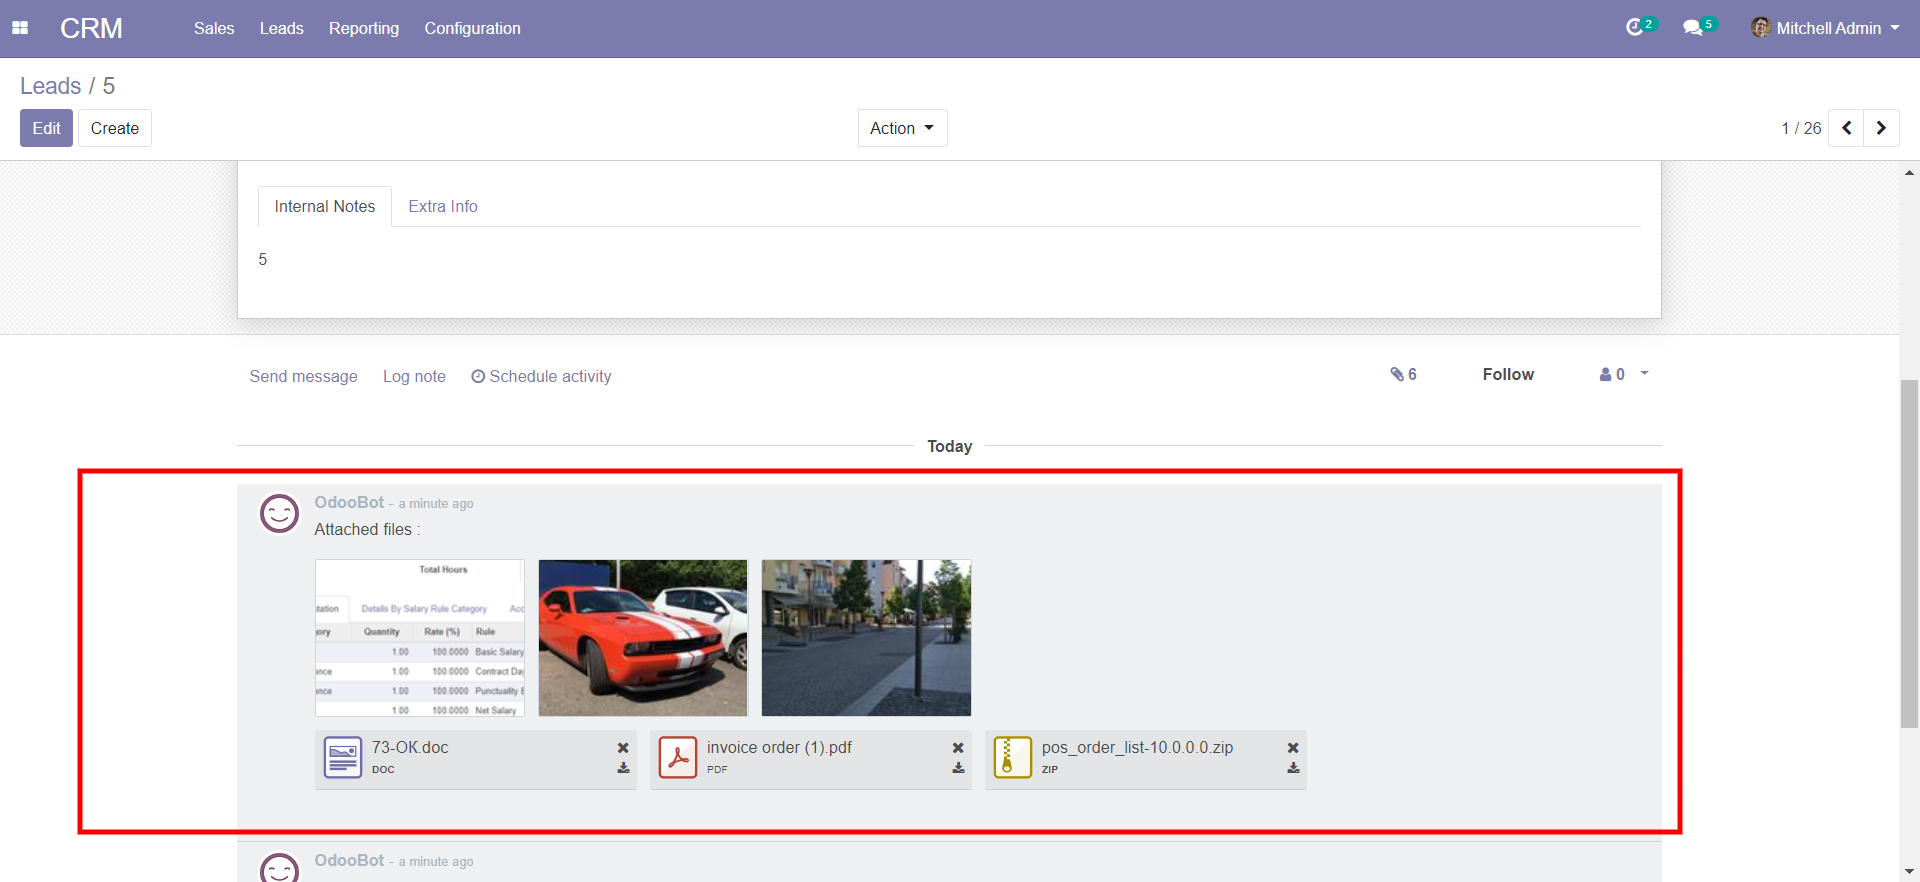 CRM Sales Leads Reporting Configuration 2 5 Mitchell Admin
Leads / 5
Edit Create Action 1 / 26
Internal Notes Extra Info
5
Send message Log note Schedule activity 6 Follow 0
Today
OdooBot - a minute ago
Attached files :
Total Hours
tation Details By Salary Rule Category Acc
gory Quantity Rate (%) Rule
1.00 100.0000 Basic Salary
ance 1.00 100.0000 Contract Day
ance 1.00 100.0000 Punctuality B
1.00 100.0000 Net Salary
73-OK.doc
DOC
invoice order (1).pdf
PDF
pos_order_list-10.0.0.0.zip
ZIP
OdooBot - a minute ago